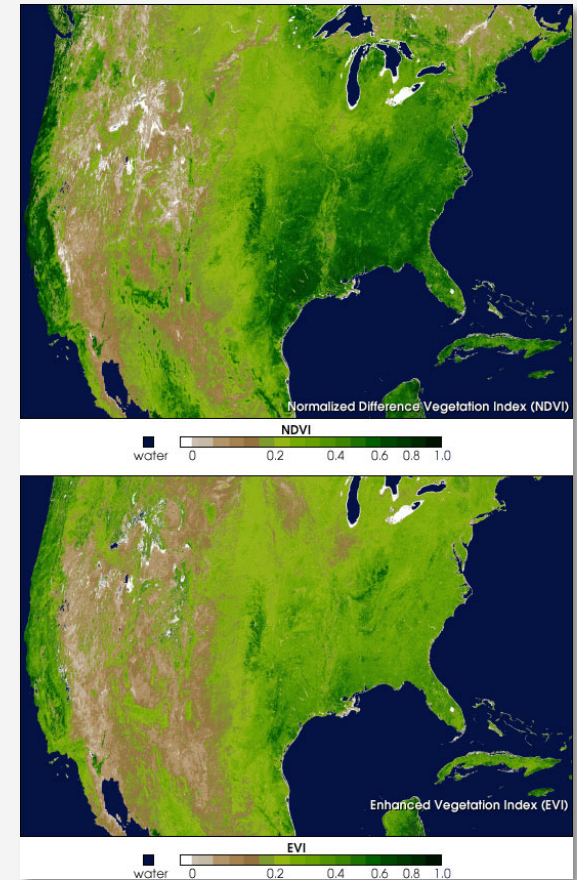 Normalized Difference Vegetation Index (NDVI)
NDVI
water 0 0.2 0.4 0.6 0.8 1.0
Enhanced Vegetation Index (EVI)
EVI
water 0 0.2 0.4 0.6 0.8 1.0